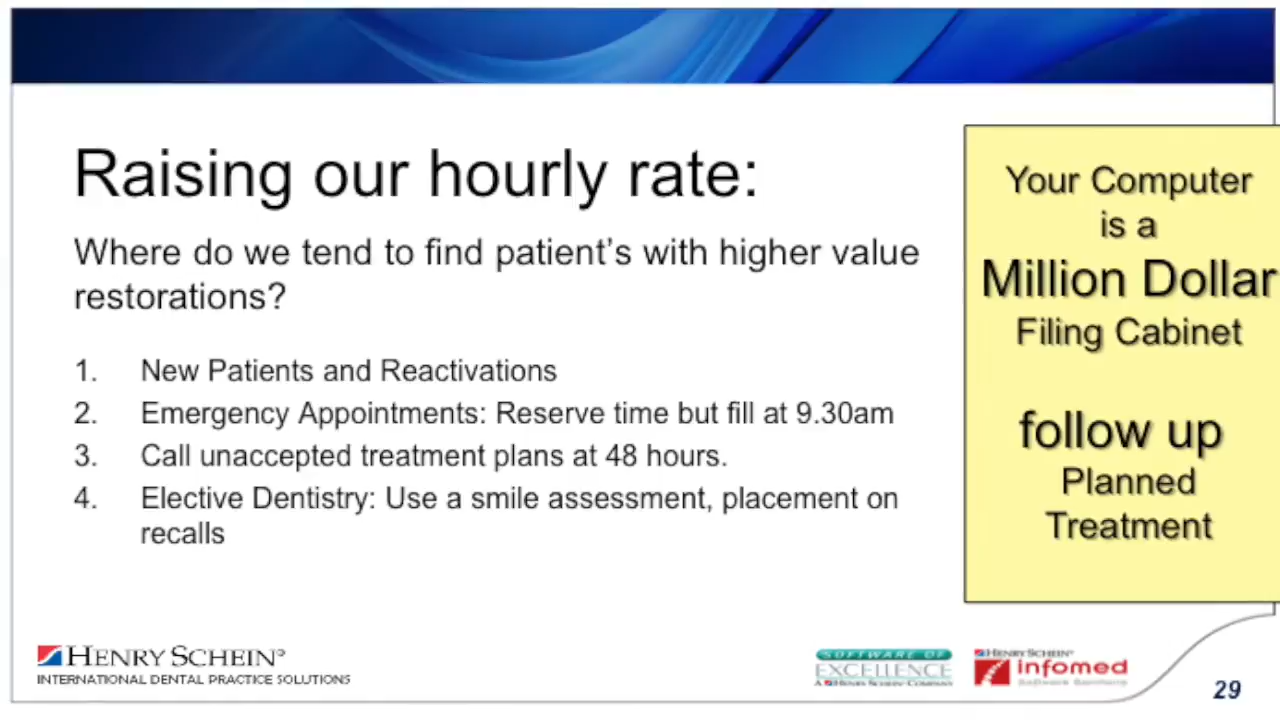 Raising our hourly rate:
Where do we tend to find patient's with higher value
restorations?
1. New Patients and Reactivations
2. Emergency Appointments: Reserve time but fill at 9.30am
3. Call unaccepted treatment plans at 48 hours.
4. Elective Dentistry: Use a smile assessment, placement on
recalls
Your Computer
is a
Million Dollar
Filing Cabinet
follow up
Planned
Treatment
HENRY SCHEIN®
INTERNATIONAL DENTAL PRACTICE SOLUTIONS
SOFTWARE OF
EXCELLENCE
A HENRY SCHEIN COMPANY
HENRY SCHEIN®
infomed
29